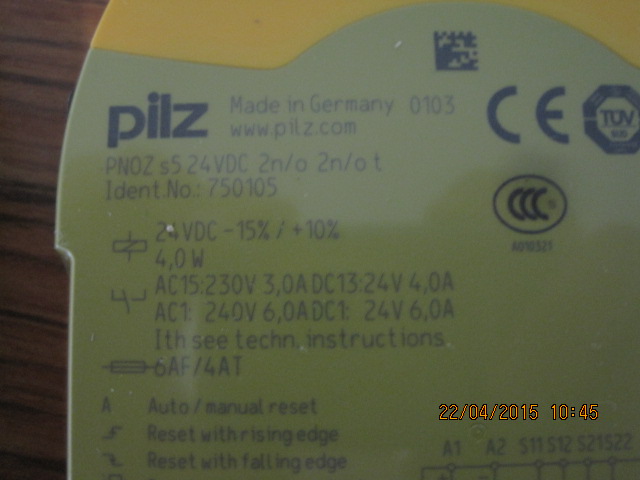 pilz
Made in Germany 0103
www.pilz.com
CE
TÜV
SÜD
PNOZ s5 24VDC 2n/o 2n/o t
Ident.No.: 750105
CCC
A010321
24VDC -15% / +10%
4,0W
AC15:230V 3,0A DC13:24V 4,0A
AC1: 240V 6,0A DC1: 24V 6,0A
Ith see techn. instructions
6AF/4AT
A Auto / manual reset
Reset with rising edge
Reset with falling edge
22/04/2015 10:45
A1 A2 S11 S12 S21 S22
+ -